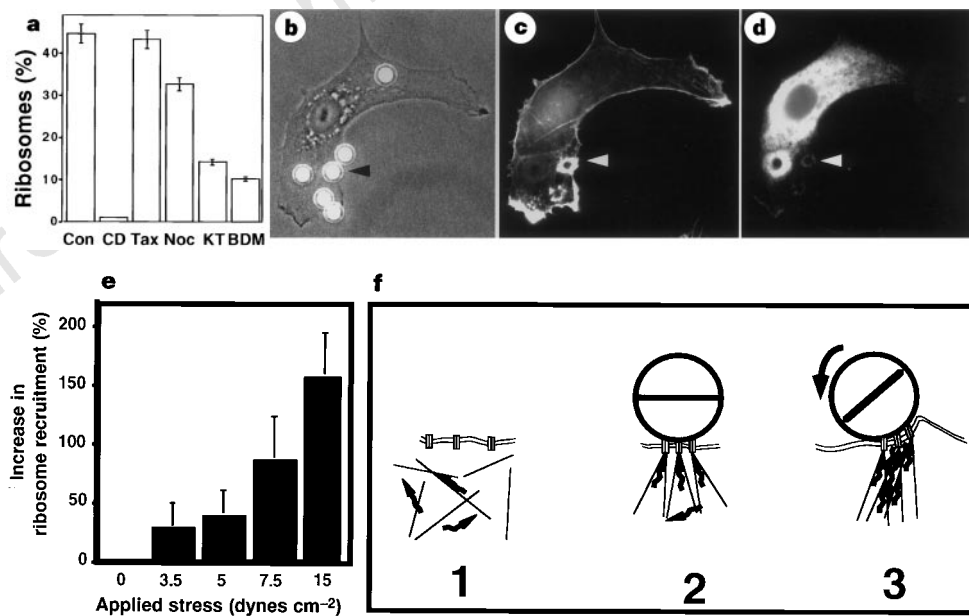 a
Ribosomes (%)
40
30
20
10
0
Con CD Tax Noc KT BDM
b
c
d
e
Increase in
ribosome recruitment (%)
200
150
100
50
0
0 3.5 5 7.5 15
Applied stress (dynes cm⁻²)
f
1 2 3